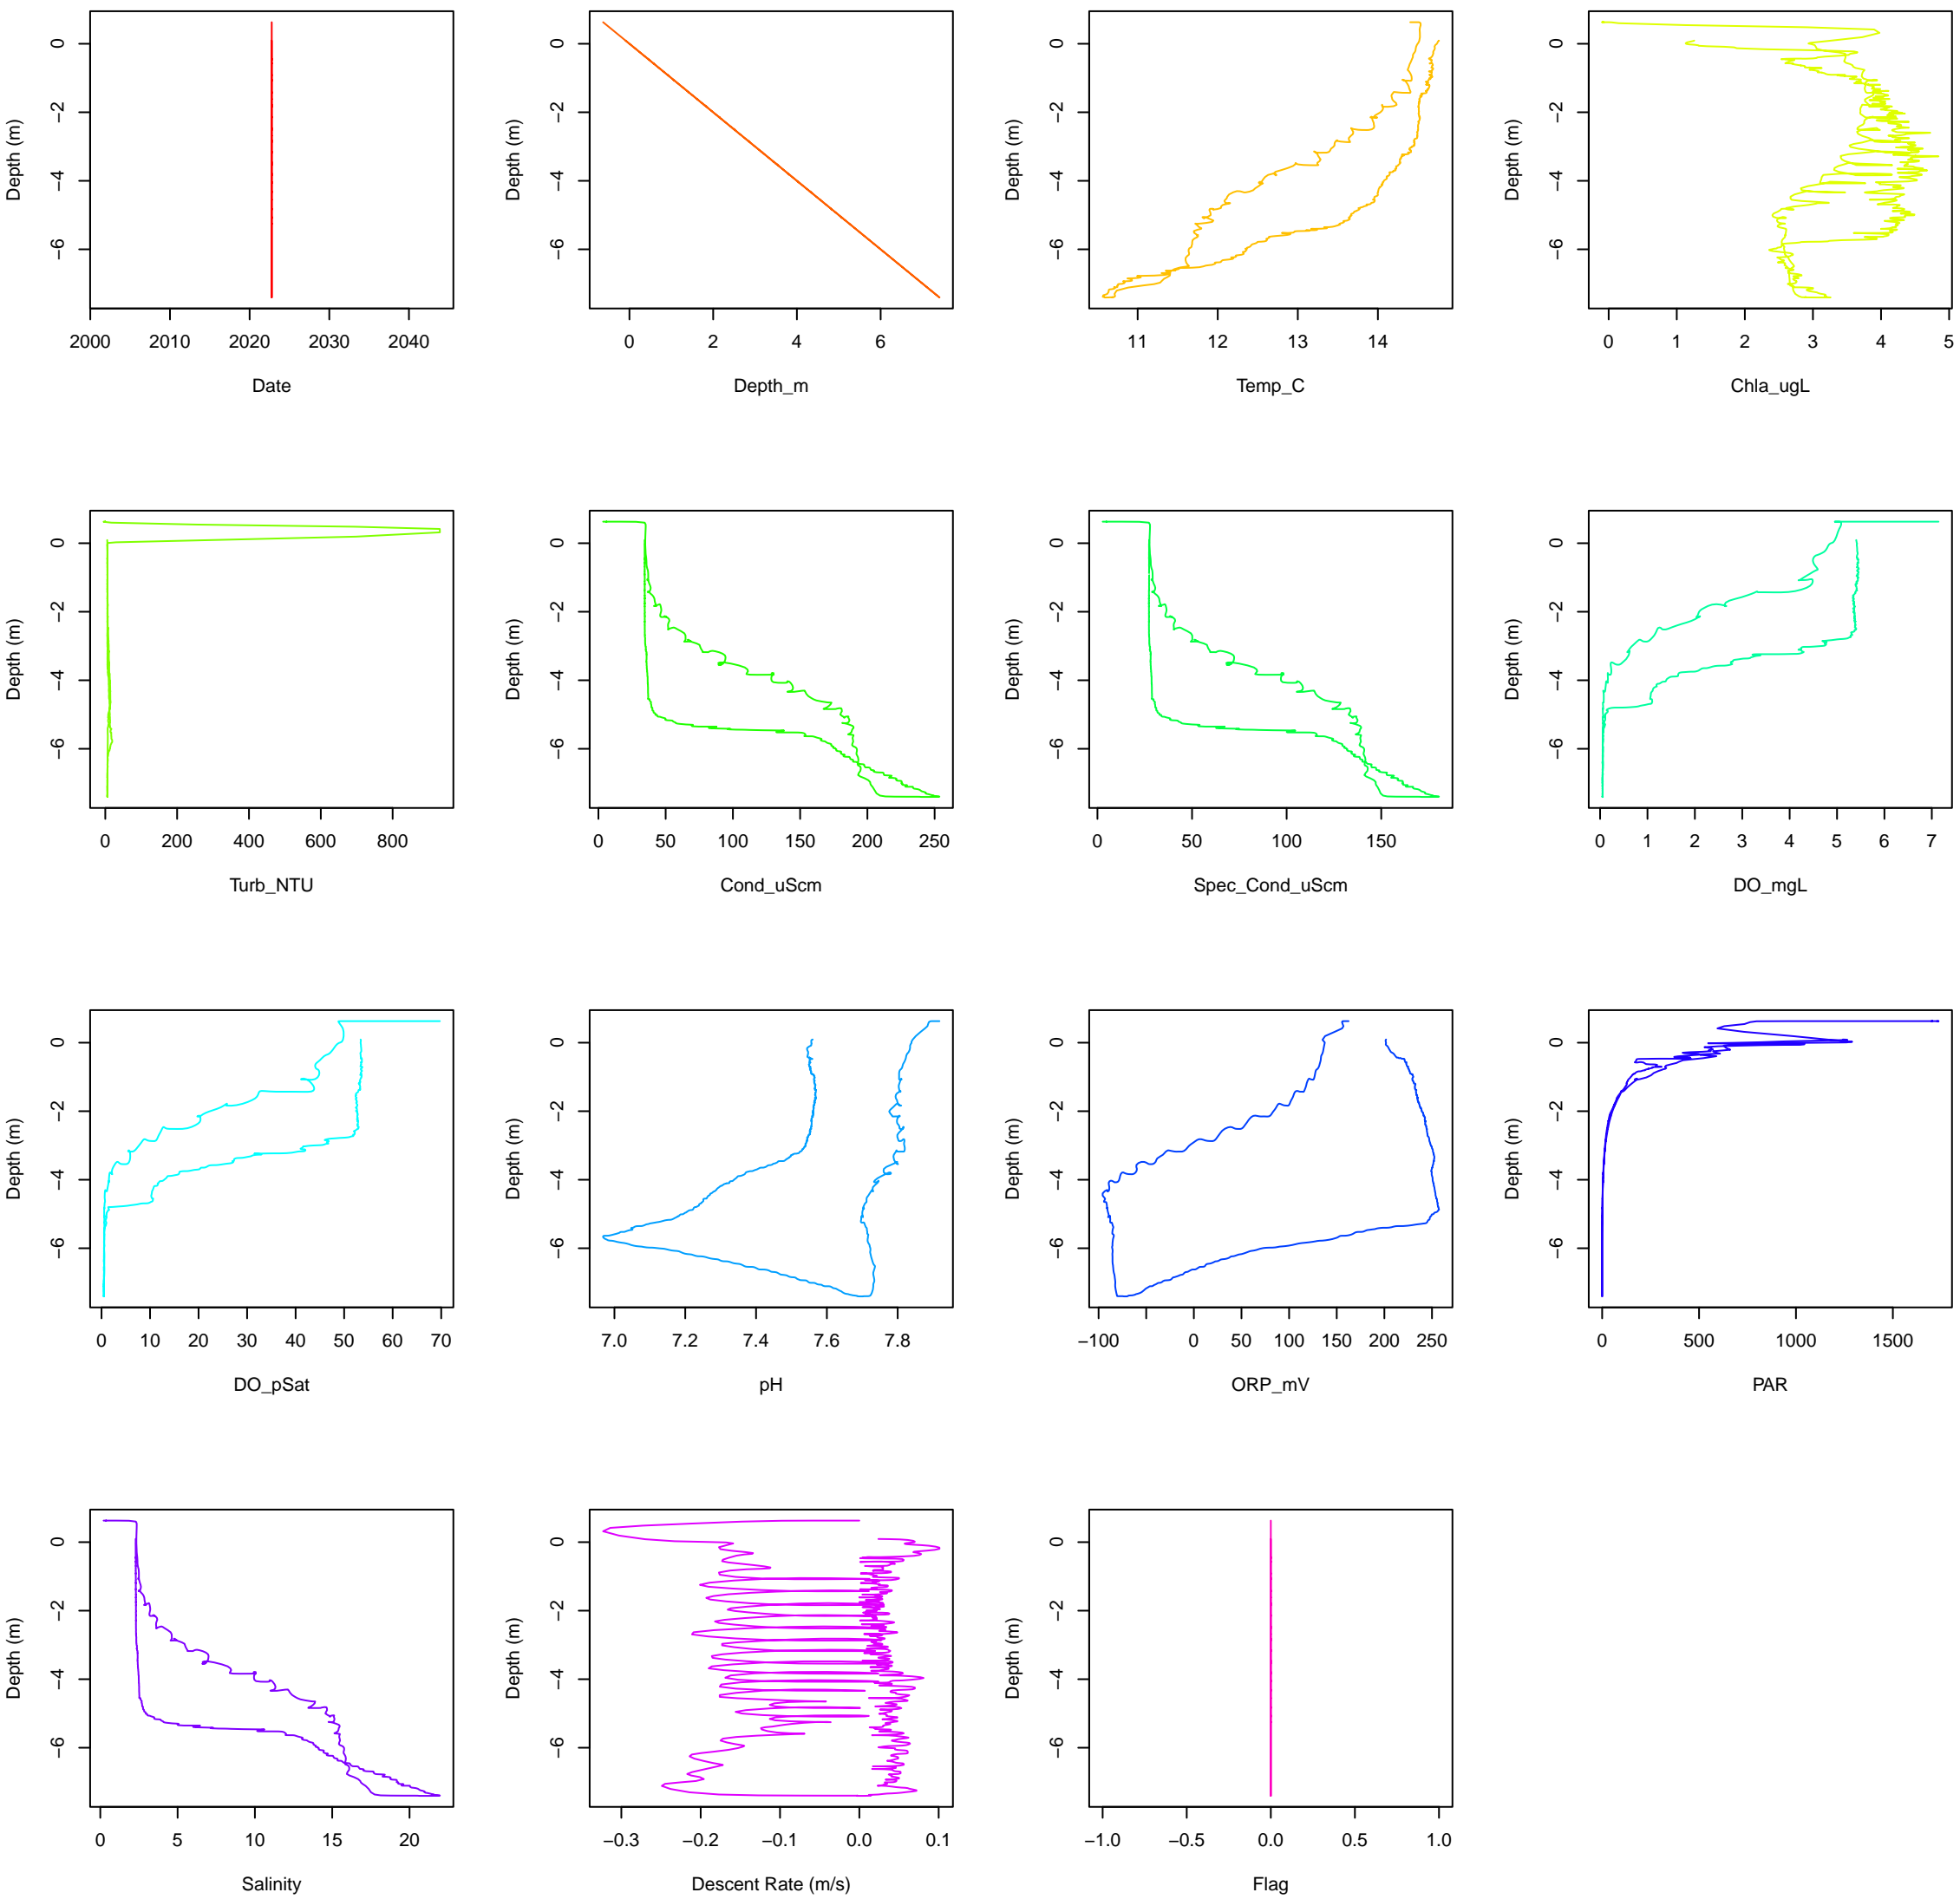 0
−2
−4
−6
Depth (m)
2000 2010 2020 2030 2040
Date
0
−2
−4
−6
Depth (m)
0 2 4 6
Depth_m
0
−2
−4
−6
Depth (m)
11 12 13 14
Temp_C
0
−2
−4
−6
Depth (m)
0 1 2 3 4 5
Chla_ugL
0
−2
−4
−6
Depth (m)
0 200 400 600 800
Turb_NTU
0
−2
−4
−6
Depth (m)
0 50 100 150 200 250
Cond_uScm
0
−2
−4
−6
Depth (m)
0 50 100 150
Spec_Cond_uScm
0
−2
−4
−6
Depth (m)
0 1 2 3 4 5 6 7
DO_mgL
0
−2
−4
−6
Depth (m)
0 10 20 30 40 50 60 70
DO_pSat
0
−2
−4
−6
Depth (m)
7.0 7.2 7.4 7.6 7.8
pH
0
−2
−4
−6
Depth (m)
−100 0 50 100 150 200 250
ORP_mV
0
−2
−4
−6
Depth (m)
0 500 1000 1500
PAR
0
−2
−4
−6
Depth (m)
0 5 10 15 20
Salinity
0
−2
−4
−6
Depth (m)
−0.3 −0.2 −0.1 0.0 0.1
Descent Rate (m/s)
0
−2
−4
−6
Depth (m)
−1.0 −0.5 0.0 0.5 1.0
Flag